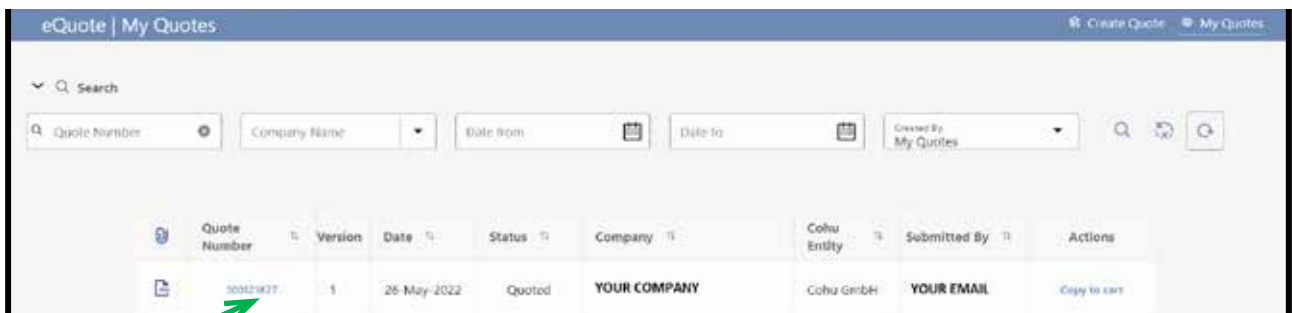 eQuote | My Quotes
Create Quote
My Quotes
Search
Quote Number
Company Name
Date from
Date to
Created By
My Quotes
Quote Number
Version
Date
Status
Company
Cohu Entity
Submitted By
Actions
1
26-May-2022
Quoted
YOUR COMPANY
Cohu GmbH
YOUR EMAIL
Copy to cart